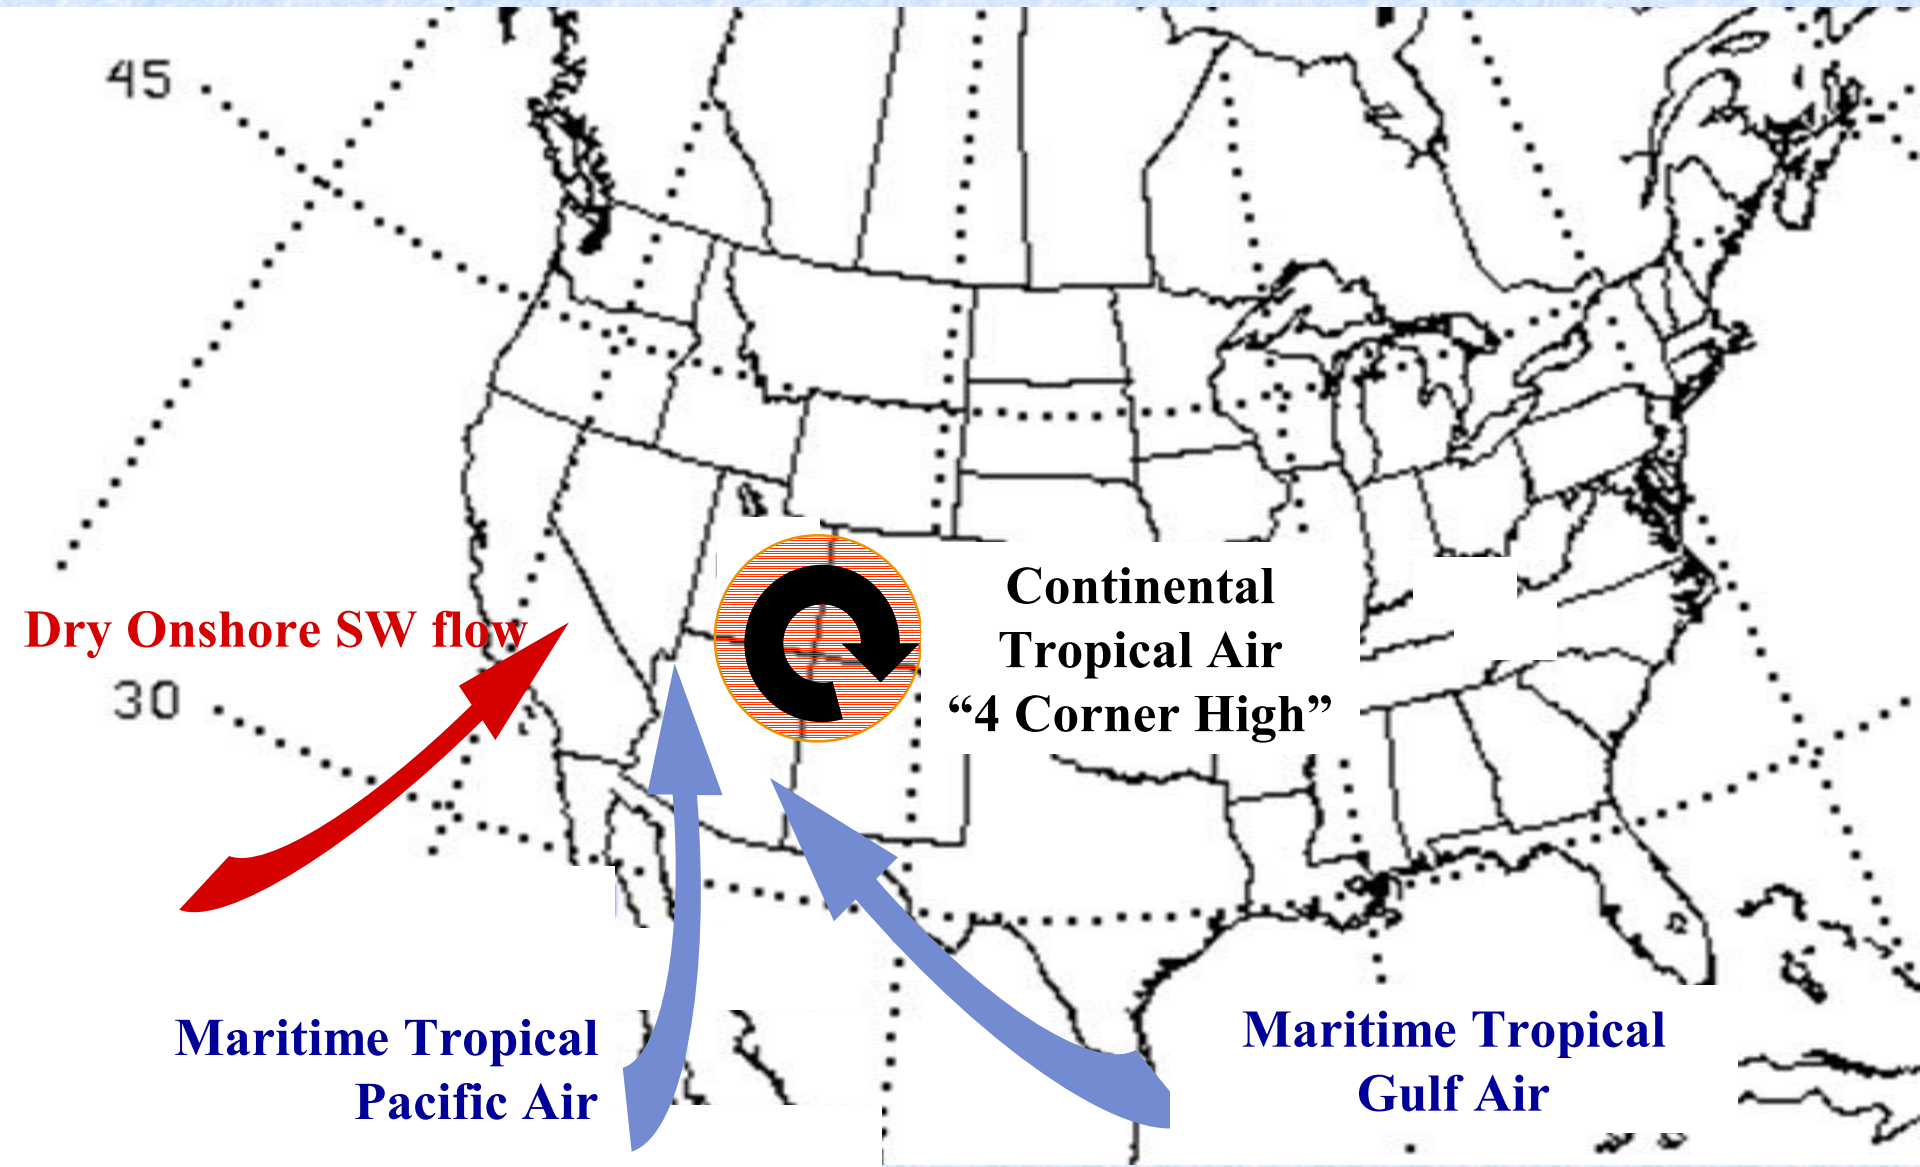 45
Dry Onshore SW flow
30
Continental
Tropical Air
“4 Corner High”
Maritime Tropical
Pacific Air
Maritime Tropical
Gulf Air